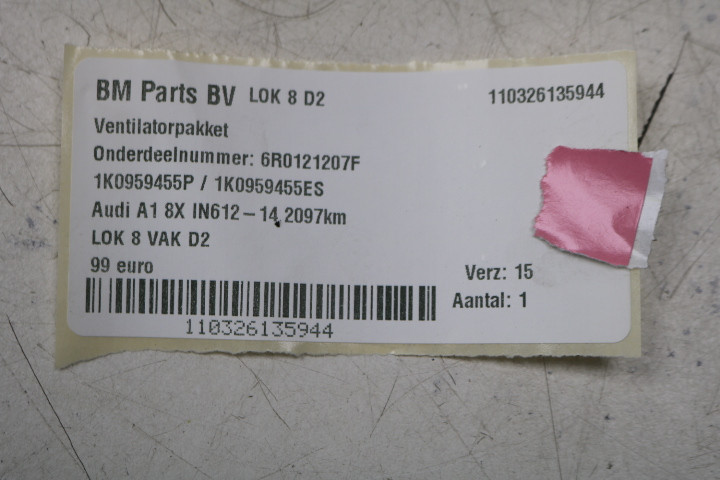 BM Parts BV LOK 8 D2 110326135944
Ventilatorpakket
Onderdeelnummer: 6R0121207F
1K0959455P / 1K0959455ES
Audi A1 8X IN612-14, 2097km
LOK 8 VAK D2
99 euro Verz: 15
Aantal: 1
110326135944